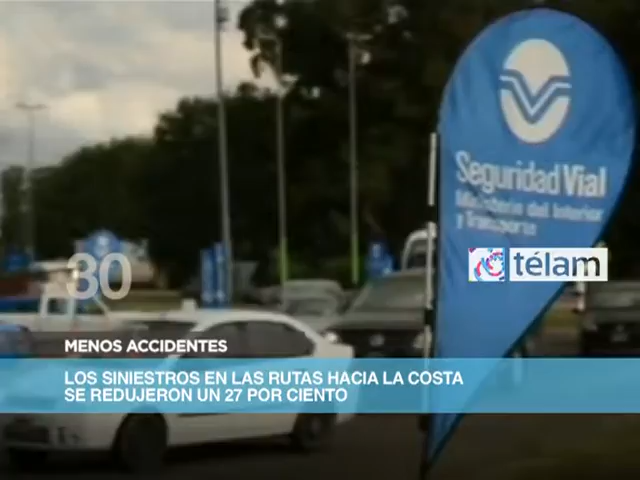 Seguridad Vial
Ministerio del Interior
y Transporte
télam
30
MENOS ACCIDENTES
LOS SINIESTROS EN LAS RUTAS HACIA LA COSTA
SE REDUJERON UN 27 POR CIENTO